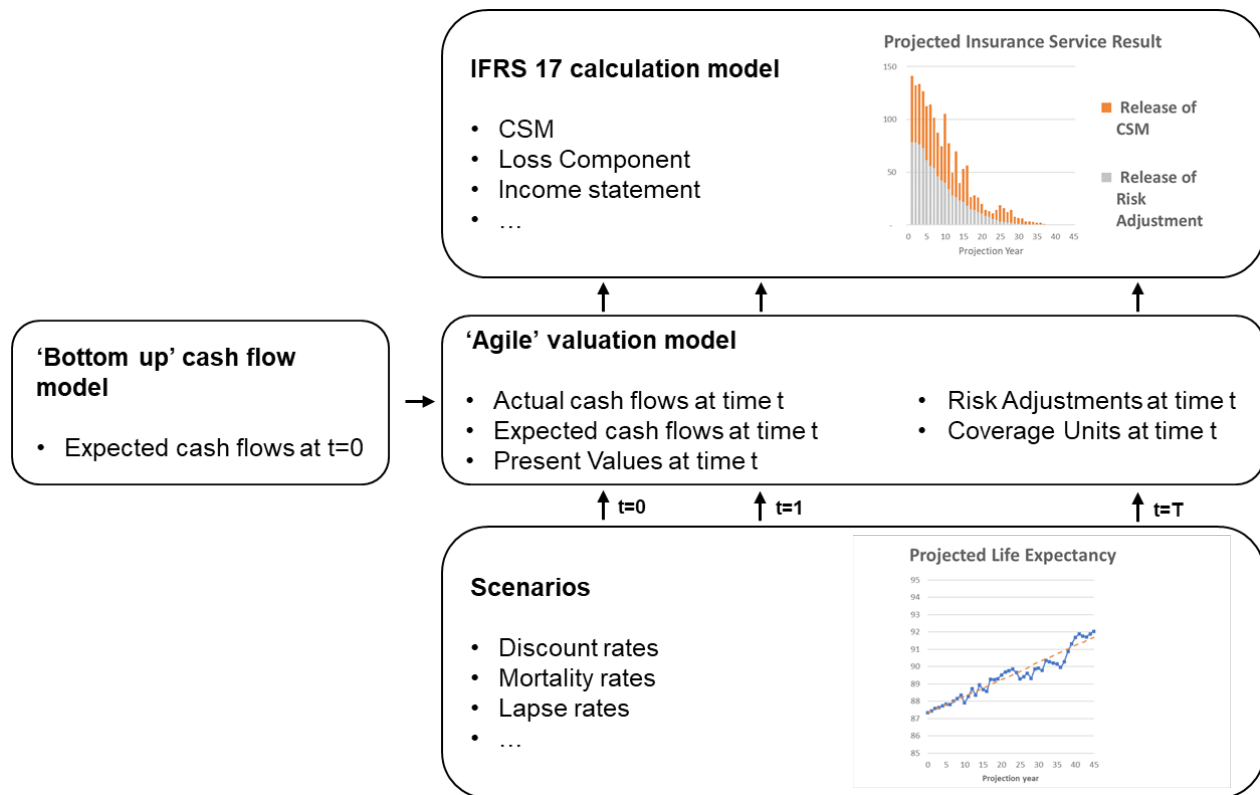 IFRS 17 calculation model
• CSM
• Loss Component
• Income statement
• …
Projected Insurance Service Result
150
100
50
-
0 5 10 15 20 25 30 35 40 45
Projection Year
Release of
CSM
Release of
Risk
Adjustment
‘Bottom up’ cash flow
model
• Expected cash flows at t=0
‘Agile’ valuation model
• Actual cash flows at time t
• Expected cash flows at time t
• Present Values at time t
• Risk Adjustments at time t
• Coverage Units at time t
t=0
t=1
t=T
Scenarios
• Discount rates
• Mortality rates
• Lapse rates
• …
Projected Life Expectancy
95
94
93
92
91
90
89
88
87
86
85
0 5 10 15 20 25 30 35 40 45
Projection year